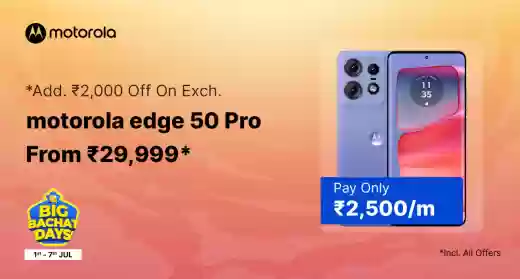 motorola
*Add. ₹2,000 Off On Exch.
motorola edge 50 Pro
From ₹29,999*
BIG
BACHAT
DAYS
1ST - 7TH JUL
11
35
Pay Only
₹2,500/m
*Incl. All Offers